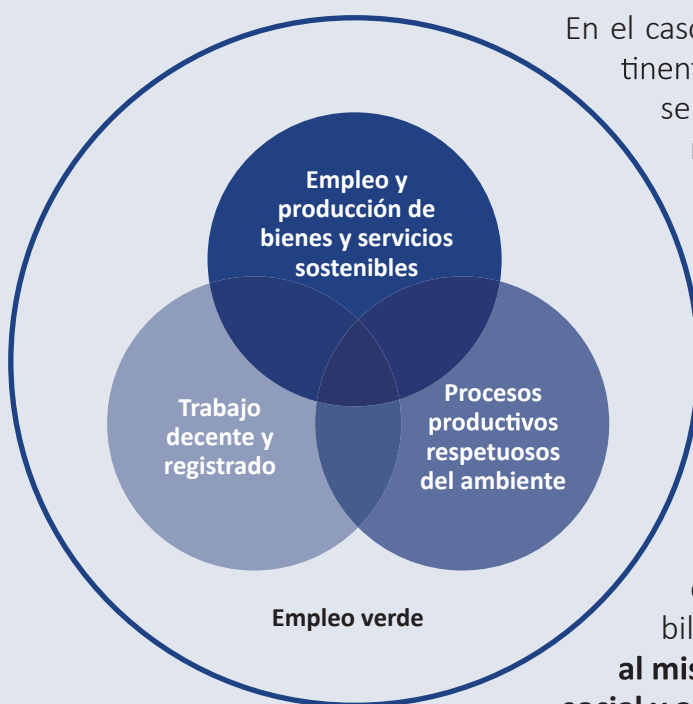 En el caso
tinent
se
Empleo y
producción de
bienes y servicios
sostenibles
Trabajo
decente y
registrado
Procesos
productivos
respetuosos
del ambiente
Empleo verde
bil
al mis
social y